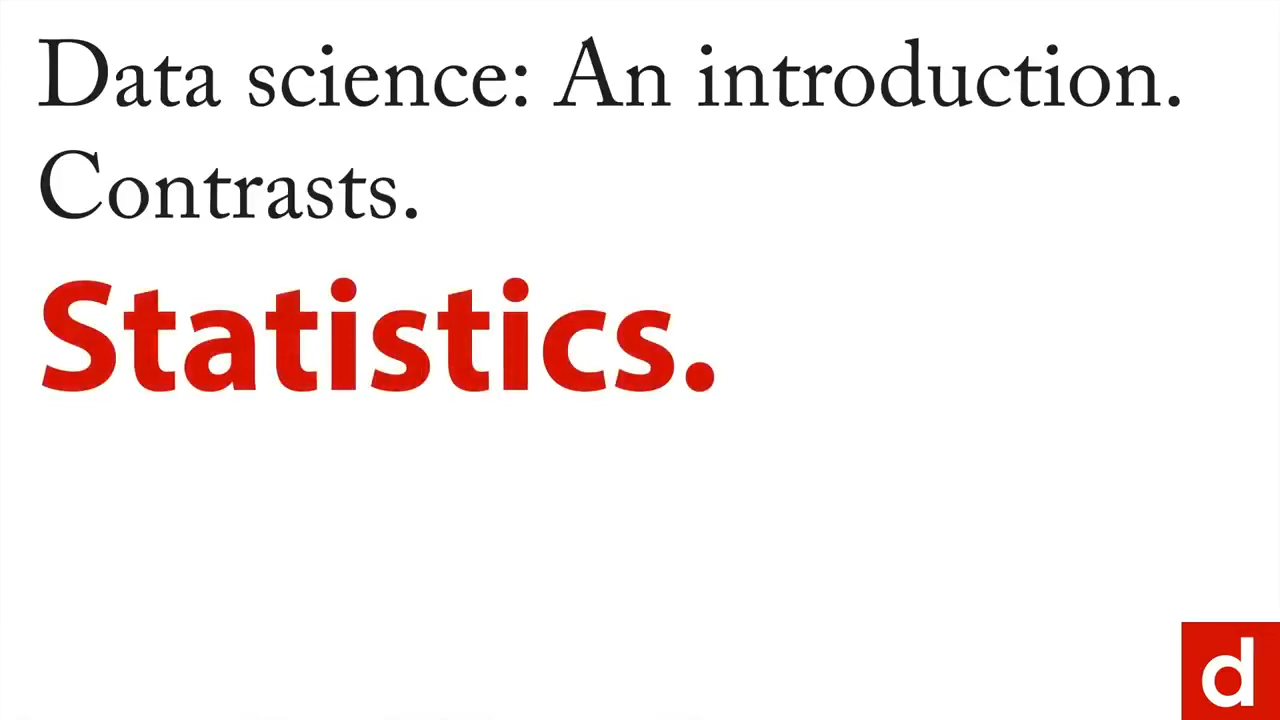 Data science: An introduction.
Contrasts.
Statistics.
d